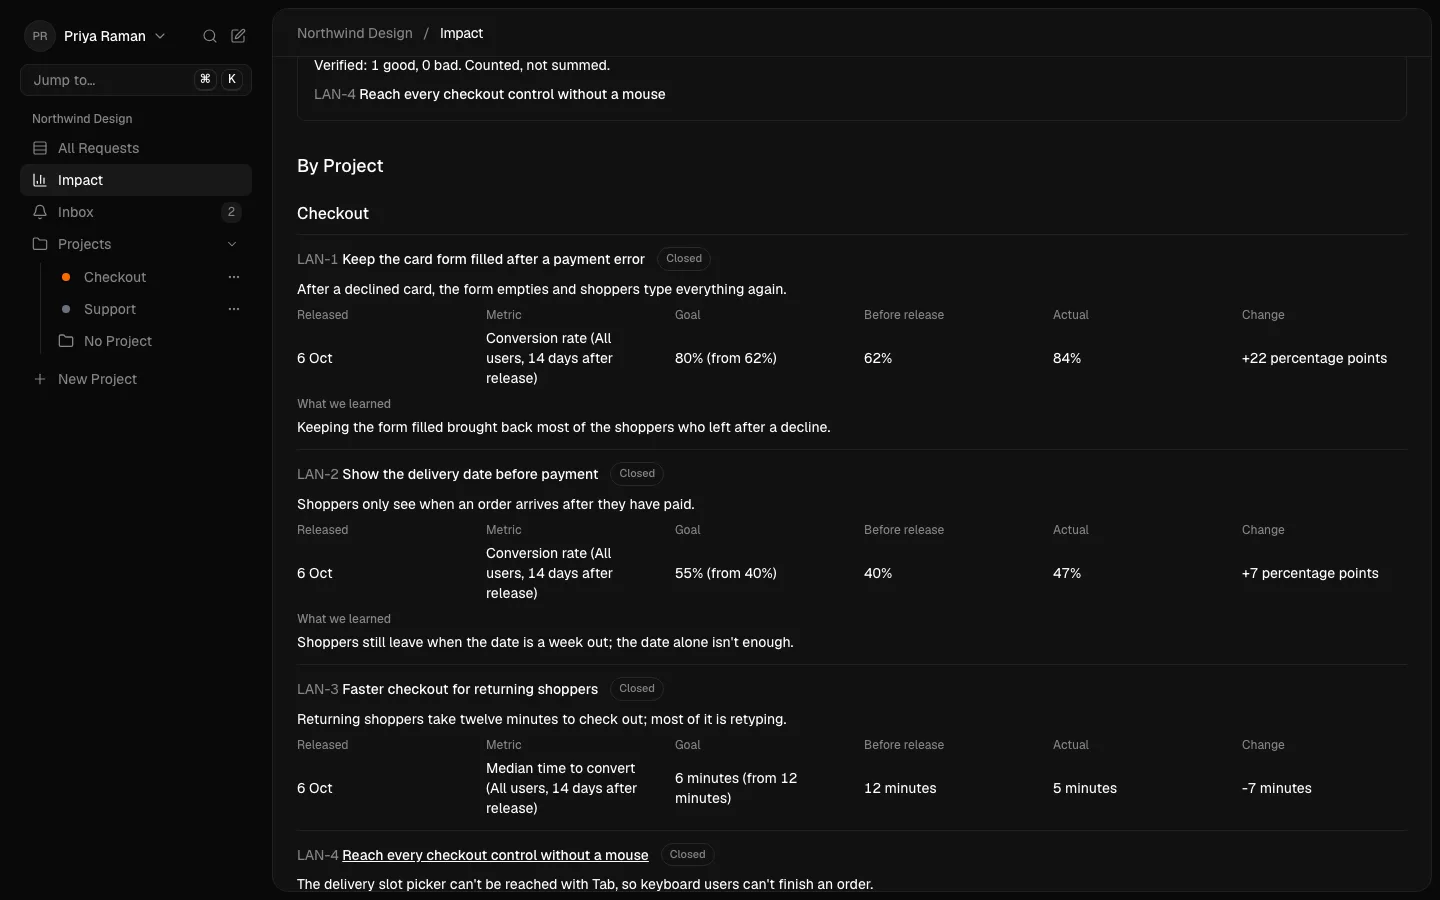 PR Priya Raman
Jump to... ⌘ K
Northwind Design
All Requests
Impact
Inbox 2
Projects
Checkout
Support
No Project
New Project
Northwind Design / Impact
Verified: 1 good, 0 bad. Counted, not summed.
LAN-4 Reach every checkout control without a mouse
By Project
Checkout
LAN-1 Keep the card form filled after a payment error Closed
After a declined card, the form empties and shoppers type everything again.
Released Metric Goal Before release Actual Change
6 Oct Conversion rate (All users, 14 days after release) 80% (from 62%) 62% 84% +22 percentage points
What we learned
Keeping the form filled brought back most of the shoppers who left after a decline.
LAN-2 Show the delivery date before payment Closed
Shoppers only see when an order arrives after they have paid.
Released Metric Goal Before release Actual Change
6 Oct Conversion rate (All users, 14 days after release) 55% (from 40%) 40% 47% +7 percentage points
What we learned
Shoppers still leave when the date is a week out; the date alone isn't enough.
LAN-3 Faster checkout for returning shoppers Closed
Returning shoppers take twelve minutes to check out; most of it is retyping.
Released Metric Goal Before release Actual Change
6 Oct Median time to convert (All users, 14 days after release) 6 minutes (from 12 minutes) 12 minutes 5 minutes -7 minutes
LAN-4 Reach every checkout control without a mouse Closed
The delivery slot picker can't be reached with Tab, so keyboard users can't finish an order.